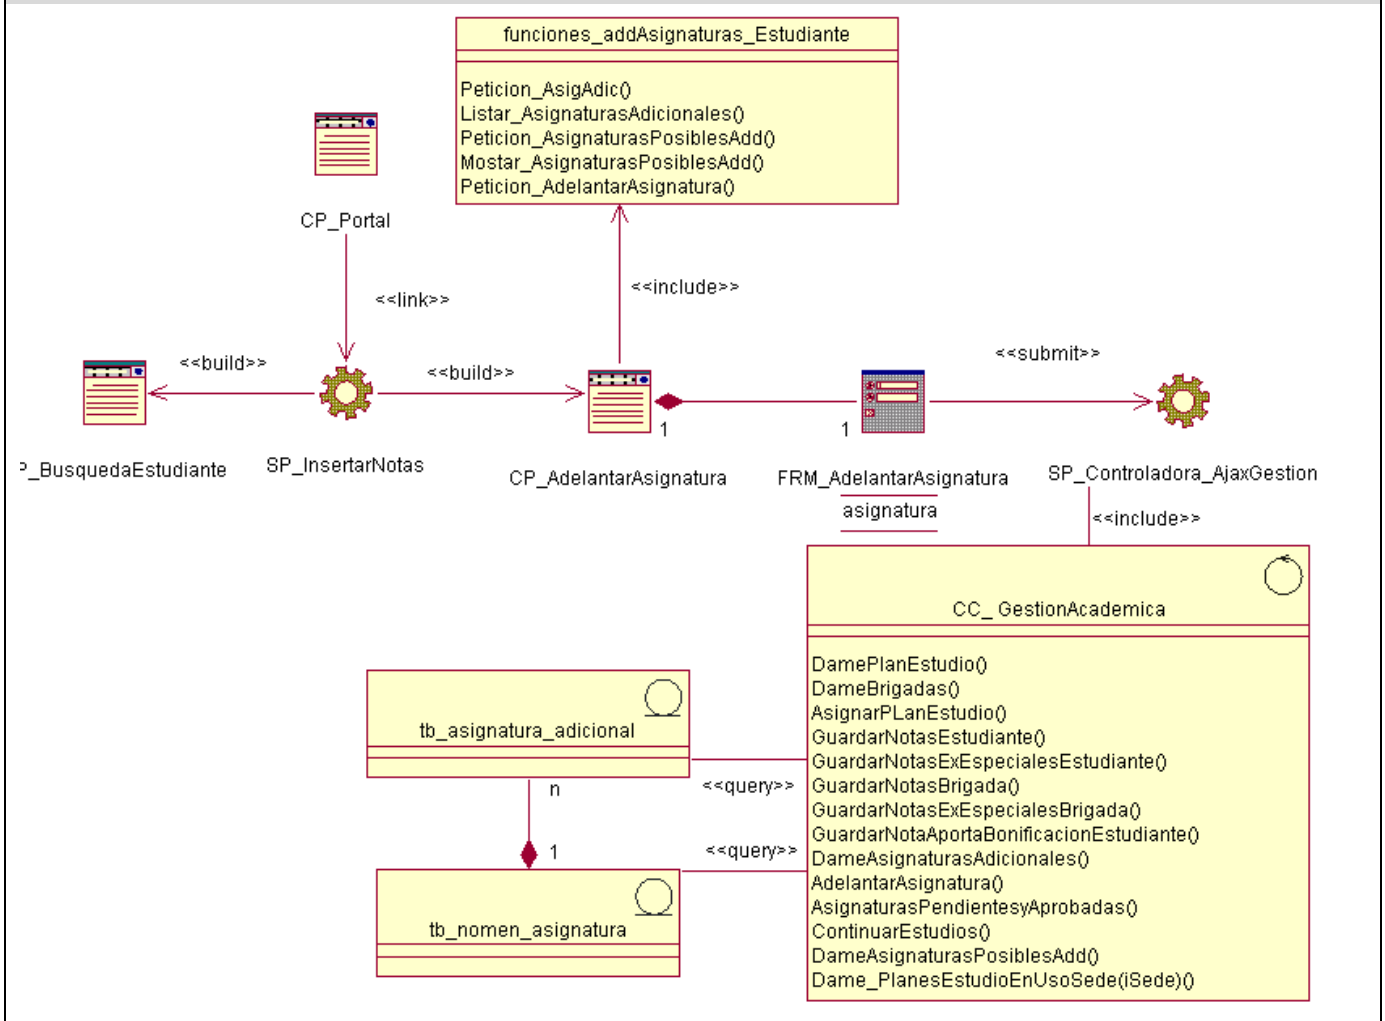 funciones_addAsignaturas_Estudiante
Peticion_AsigAdic()
Listar_AsignaturasAdicionales()
Peticion_AsignaturasPosiblesAdd()
Mostar_AsignaturasPosiblesAdd()
Peticion_AdelantarAsignatura()
CP_Portal
<<link>>
<<include>>
<<build>>
<<build>>
<<submit>>
1
1
P_BusquedaEstudiante
SP_InsertarNotas
CP_AdelantarAsignatura
FRM_AdelantarAsignatura
asignatura
SP_Controladora_AjaxGestion
<<include>>
CC_ GestionAcademica
DamePlanEstudio()
DameBrigadas()
AsignarPLanEstudio()
GuardarNotasEstudiante()
GuardarNotasExEspecialesEstudiante()
GuardarNotasBrigada()
GuardarNotasExEspecialesBrigada()
GuardarNotaAportaBonificacionEstudiante()
DameAsignaturasAdicionales()
AdelantarAsignatura()
AsignaturasPendientesyAprobadas()
ContinuarEstudios()
DameAsignaturasPosiblesAdd()
Dame_PlanesEstudioEnUsoSede(iSede)()
tb_asignatura_adicional
<<query>>
n
1
<<query>>
tb_nomen_asignatura